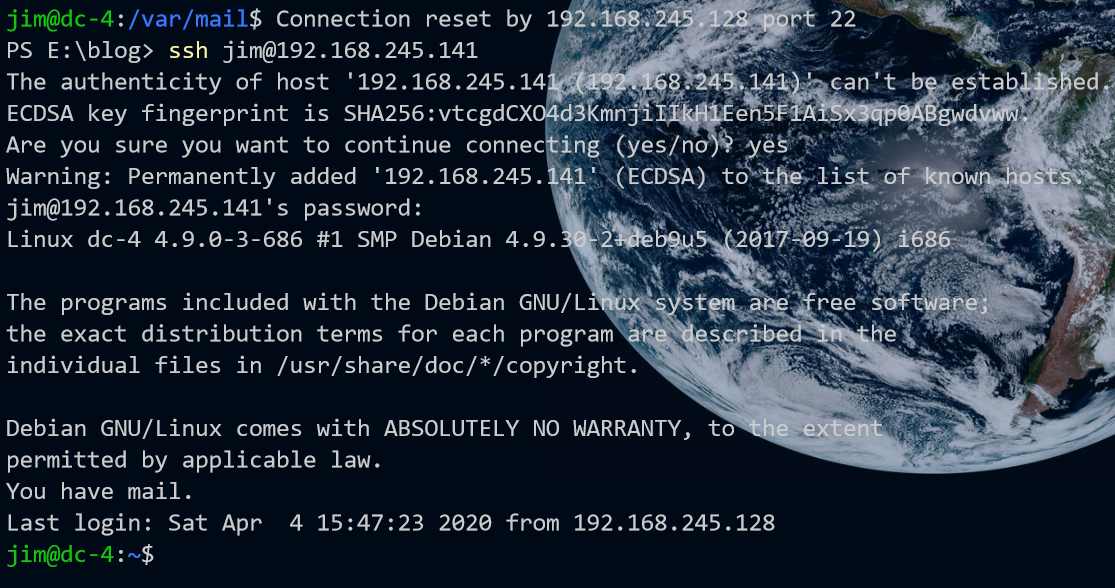 jim@dc-4:/var/mail$ Connection reset by 192.168.245.128 port 22
PS E:\blog> ssh jim@192.168.245.141
The authenticity of host '192.168.245.141 (192.168.245.141)' can't be established.
ECDSA key fingerprint is SHA256:vtcgdCXO4d3KmnjiIIkH1Een5F1AiSx3qp0ABgwdvww.
Are you sure you want to continue connecting (yes/no)? yes
Warning: Permanently added '192.168.245.141' (ECDSA) to the list of known hosts.
jim@192.168.245.141's password:
Linux dc-4 4.9.0-3-686 #1 SMP Debian 4.9.30-2+deb9u5 (2017-09-19) i686
The programs included with the Debian GNU/Linux system are free software;
the exact distribution terms for each program are described in the
individual files in /usr/share/doc/*/copyright.
Debian GNU/Linux comes with ABSOLUTELY NO WARRANTY, to the extent
permitted by applicable law.
You have mail.
Last login: Sat Apr  4 15:47:23 2020 from 192.168.245.128
jim@dc-4:~$